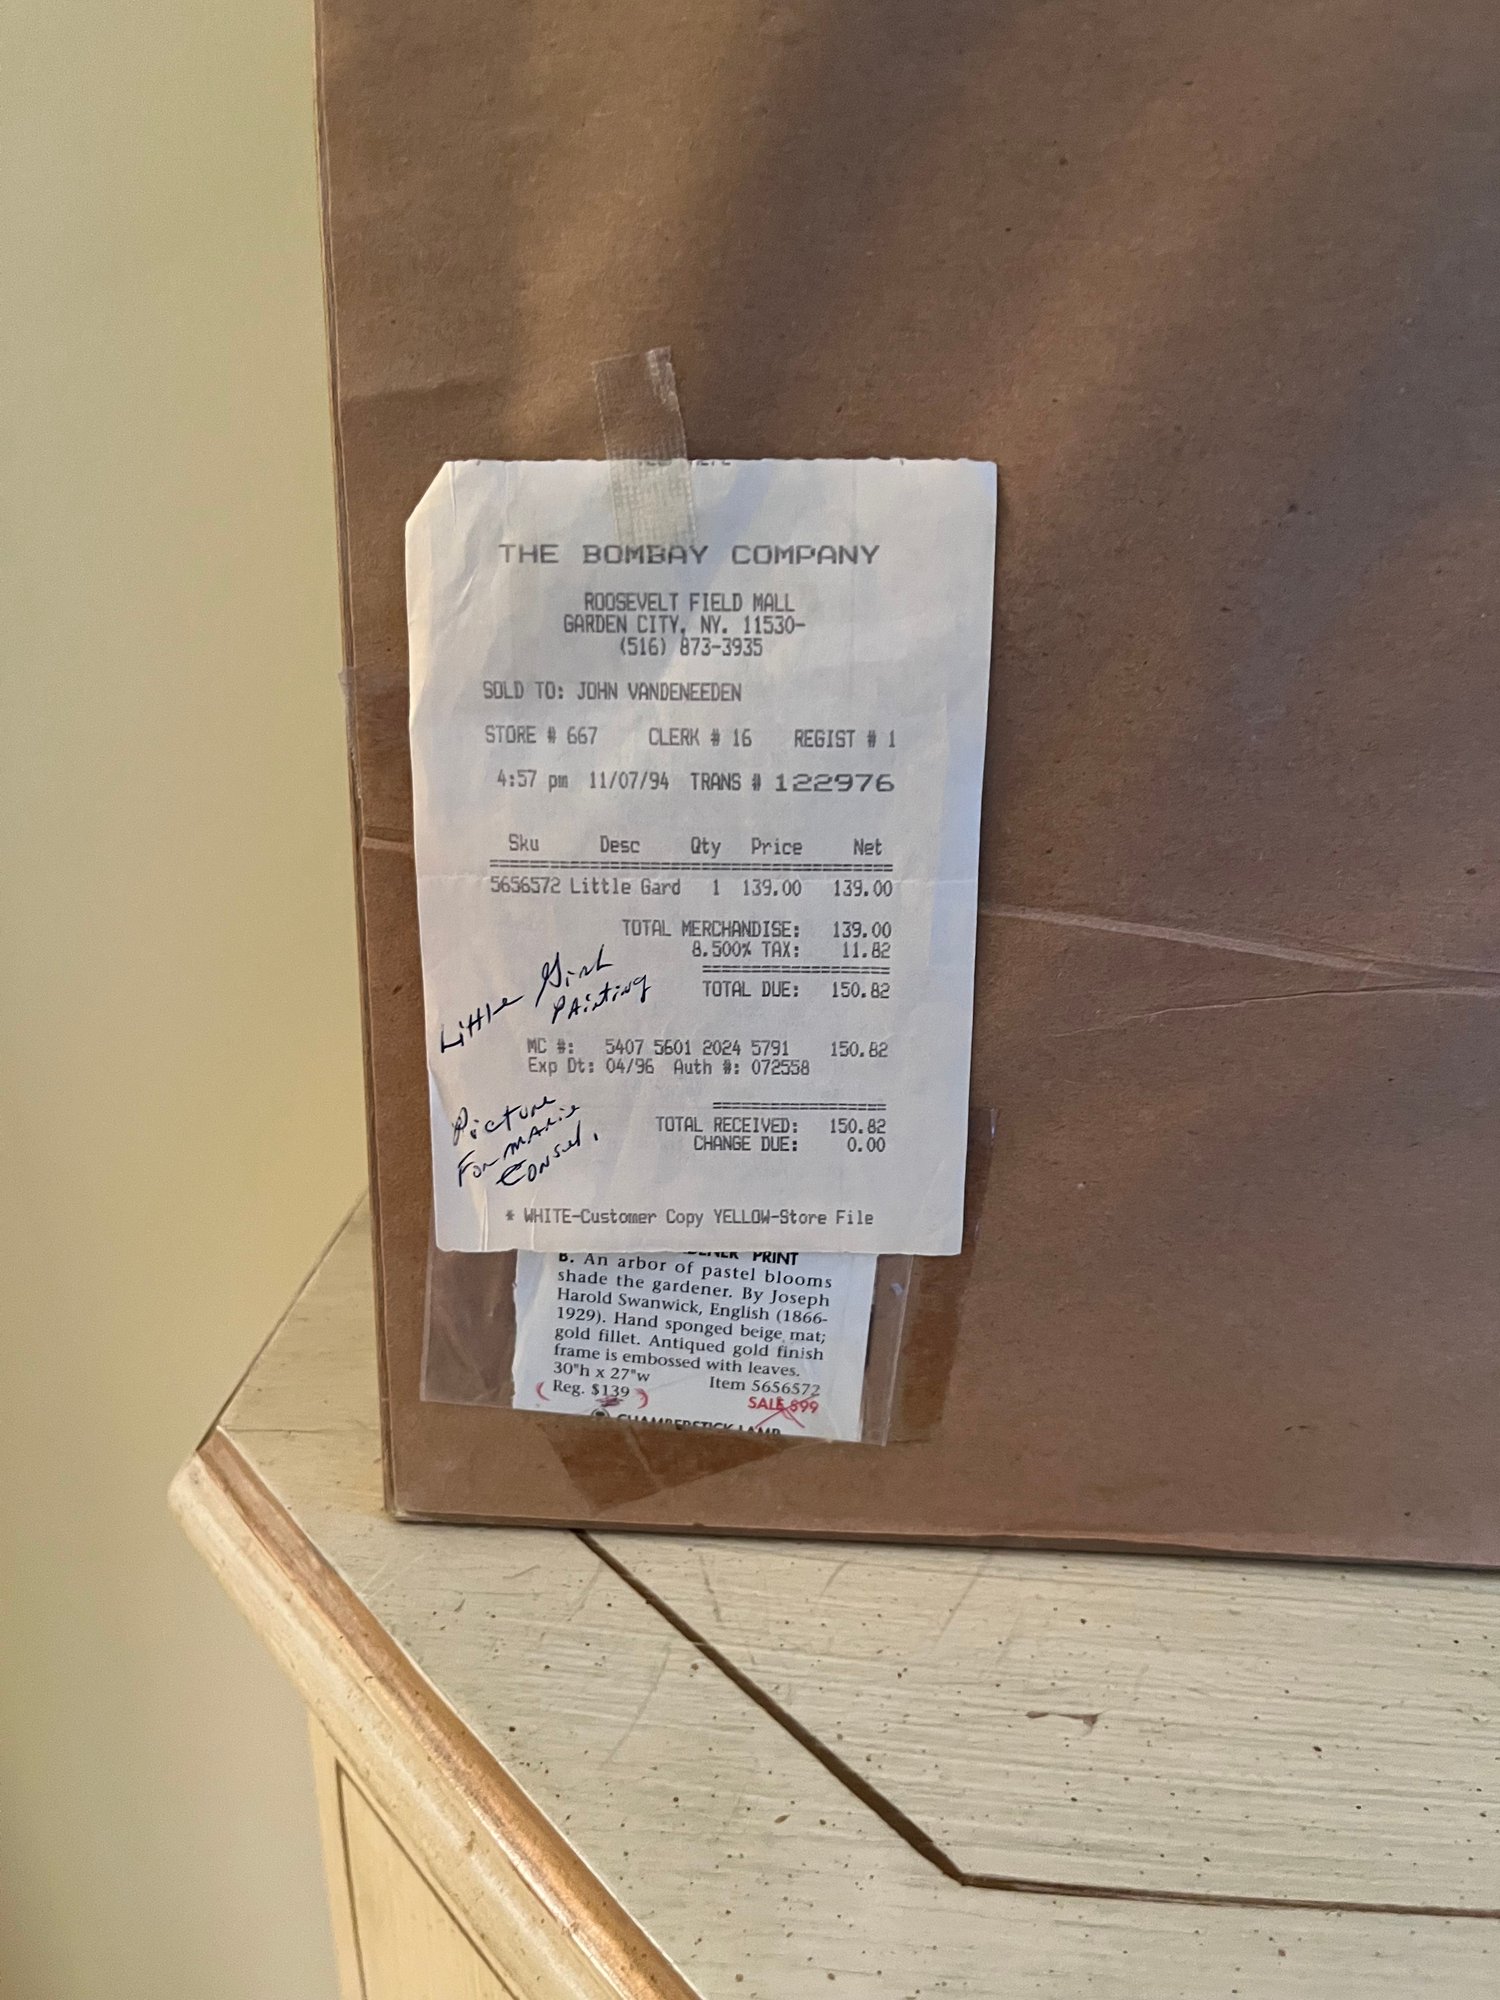 THE BOMBAY COMPANY
ROOSEVELT FIELD MALL
GARDEN CITY, NY. 11530-
(516) 873-3935
SOLD TO: JOHN VANDENEEDEN
STORE # 667 CLERK # 16 REGIST # 1
4:57 pm 11/07/94 TRANS # 122976
Sku Desc Qty Price Net
5656572 Little Gard 1 139.00 139.00
TOTAL MERCHANDISE: 139.00
8.500% TAX: 11.82
TOTAL DUE: 150.82
Little Girl
Painting
MC #: 5407 5601 2024 5791 150.82
Exp Dt: 04/96 Auth #: 072558
Picture
For Marie
TOTAL RECEIVED: 150.82
CHANGE DUE: 0.00
* WHITE-Customer Copy YELLOW-Store File
PRINT
B. An arbor of pastel blooms
shade the gardener. By Joseph
Harold Swanwick, English (1866-
1929). Hand sponged beige mat;
gold fillet. Antiqued gold finish
frame is embossed with leaves.
30"h x 27"w Item 5656572
(Reg. $139) SALE $99
CHAMBERSTICK LAMP